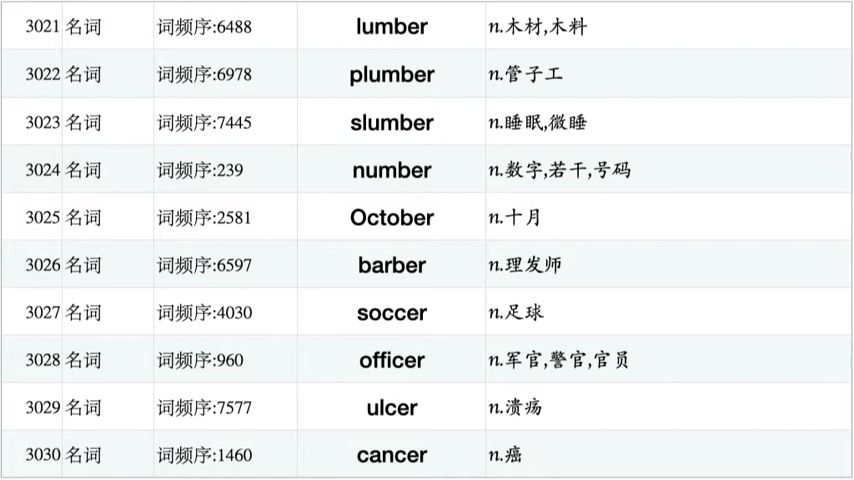 3021 名词 词频序:6488 lumber n.木材,木料
3022 名词 词频序:6978 plumber n.管子工
3023 名词 词频序:7445 slumber n.睡眠,微睡
3024 名词 词频序:239 number n.数字,若干,号码
3025 名词 词频序:2581 October n.十月
3026 名词 词频序:6597 barber n.理发师
3027 名词 词频序:4030 soccer n.足球
3028 名词 词频序:960 officer n.军官,警官,官员
3029 名词 词频序:7577 ulcer n.溃疡
3030 名词 词频序:1460 cancer n.癌